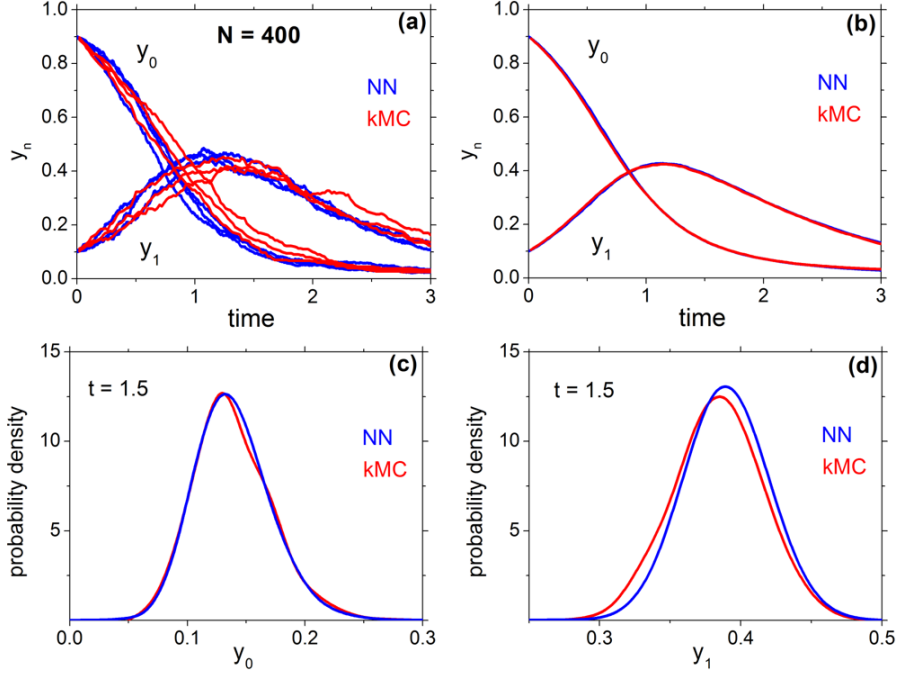 (a)
N = 400
y0
NN
kMC
y1
yn
1.0
0.8
0.6
0.4
0.2
0.0
0
1
2
3
time
(b)
y0
NN
kMC
y1
1.0
0.8
0.6
0.4
0.2
0.0
0
1
2
3
time
(c)
t = 1.5
NN
kMC
probability density
15
10
5
0.0
0.1
0.2
0.3
y0
(d)
t = 1.5
NN
kMC
probability density
15
10
5
0.3
0.4
0.5
y1